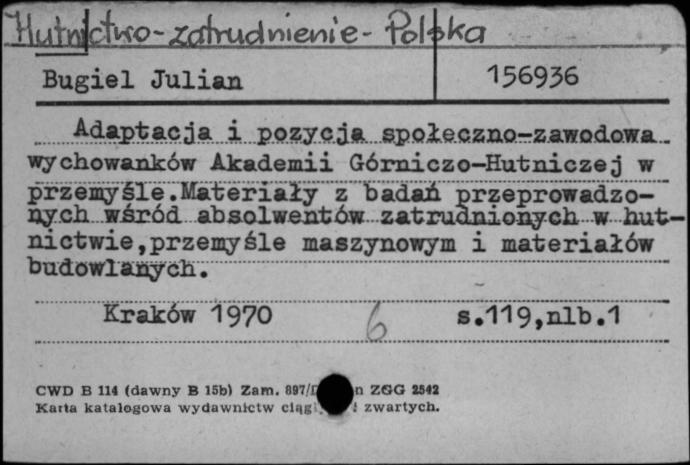 Hutnictwo-zatrudnienie-Polska
Bugiel Julian 156936
Adaptacja i pozycja społeczno-zawodowa
wychowanków Akademii Górniczo-Hutniczej w
przemyśle.Materiały z badań przeprowadzo-
nych wśród absolwentów zatrudnionych w hut-
nictwie,przemyśle maszynowym i materiałów
budowlanych.
Kraków 1970 6 s.119,nlb.1
CWD B 114 (dawny B 15b) Zam. 897/ ZGG 2542
Karta katalogowa wydawnictw zwartych.